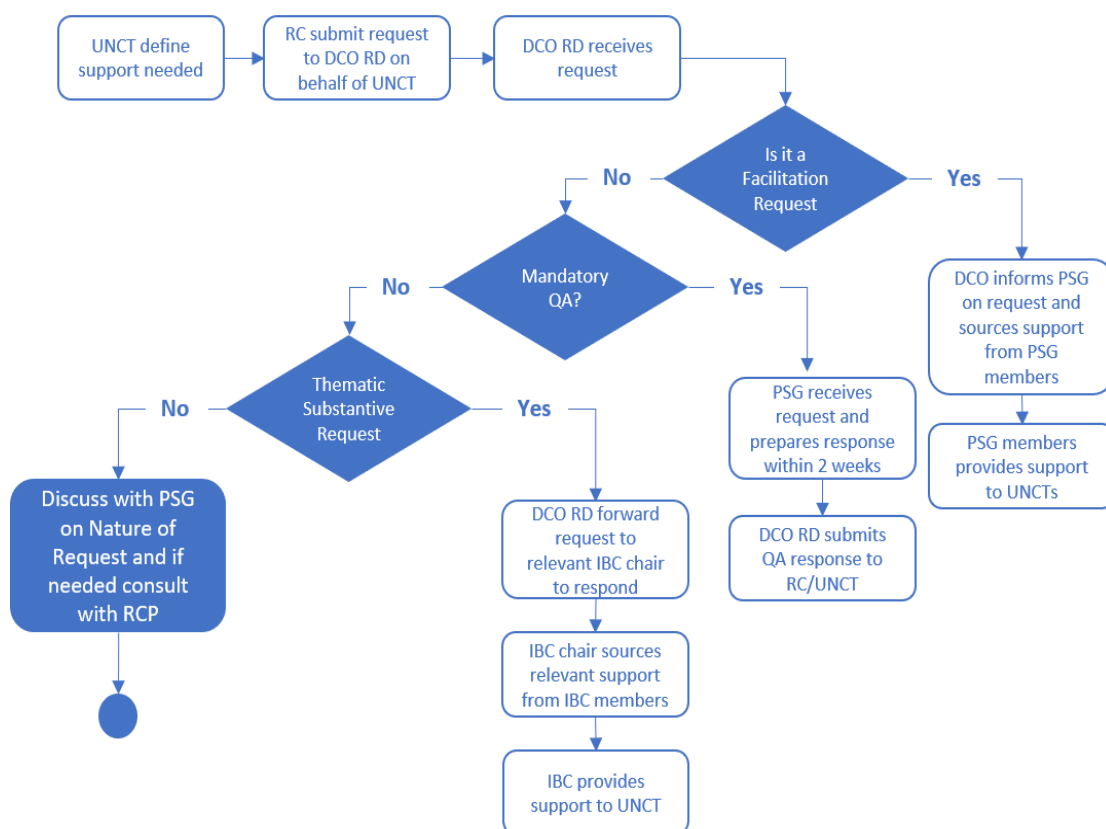 UNCT define
support needed
RC submit request
to DCO RD on
behalf of UNCT
DCO RD receives
request
Is it a
Facilitation
Request
No
Yes
Mandatory
QA?
No
Yes
DCO informs PSG
on request and
sources support
from PSG
members
Thematic
Substantive
Request
No
Yes
PSG receives
request and
prepares response
within 2 weeks
PSG members
provides support
to UNCTs
Discuss with PSG
on Nature of
Request and if
needed consult
with RCP
DCO RD forward
request to
relevant IBC chair
to respond
DCO RD submits
QA response to
RC/UNCT
IBC chair sources
relevant support
from IBC members
IBC provides
support to UNCT